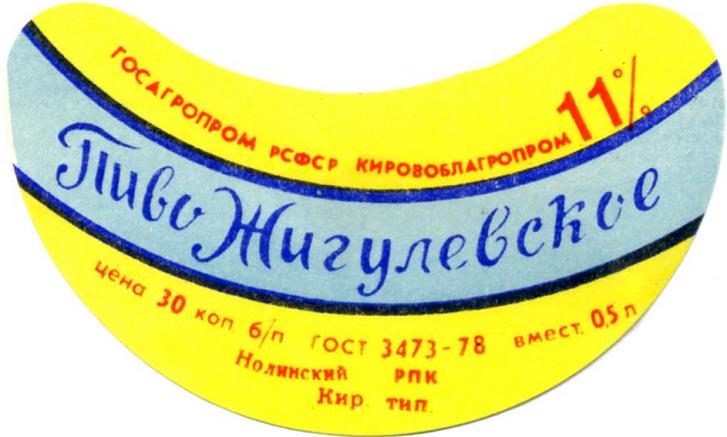 ГОСАГРОПРОМ РСФСР КИРОВОБЛАГРОПРОМ 11%
Пиво Жигулевское
цена 30 коп. б/п ГОСТ 3473-78 вмест. 0,5 л
Нолинский РПК
Кир. тип.